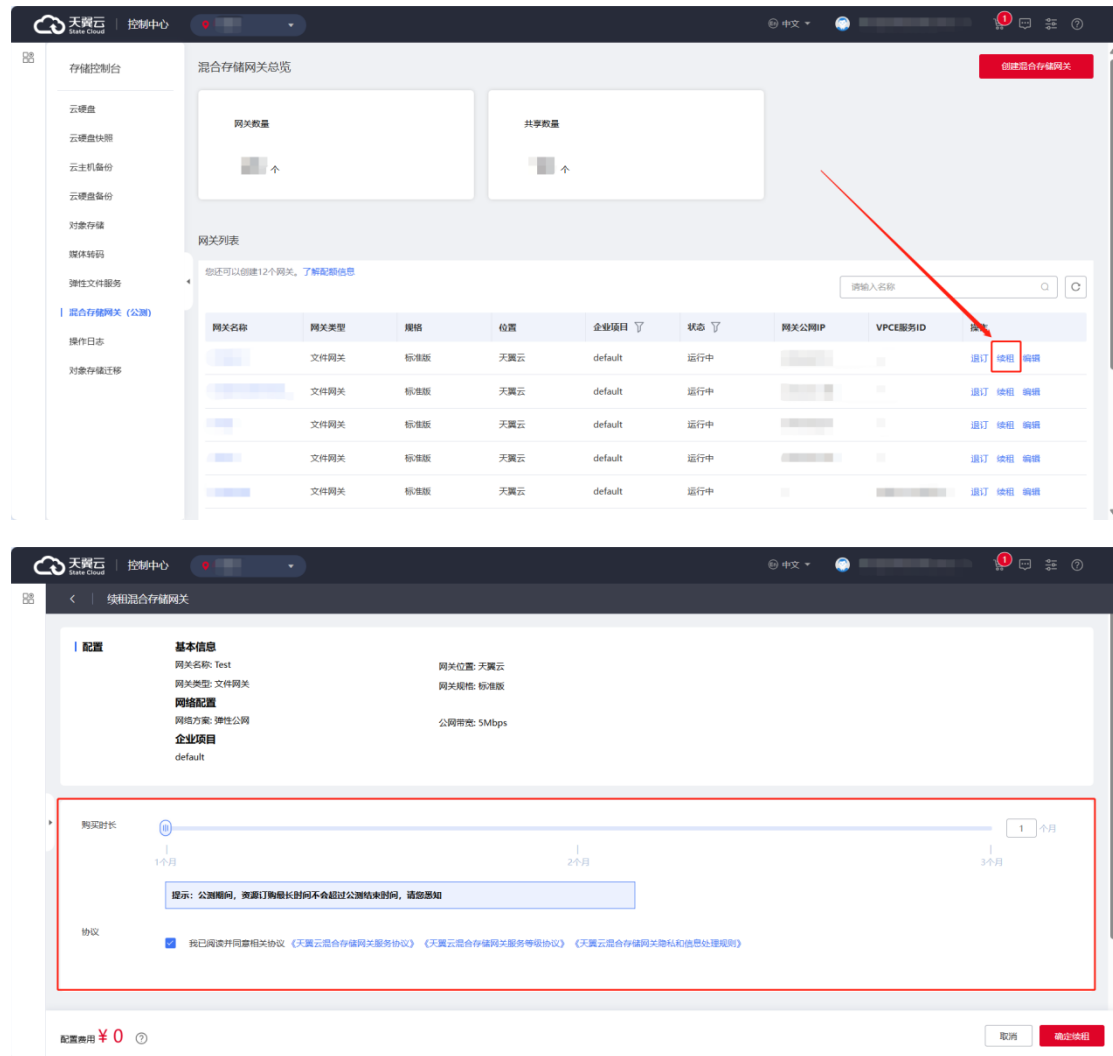 天翼云 State Cloud 控制中心 中文 1
存储控制台
云硬盘
云硬盘快照
云主机备份
云硬盘备份
对象存储
媒体转码
弹性文件服务
混合存储网关（公测）
操作日志
对象存储迁移
混合存储网关总览 创建混合存储网关
网关数量 共享数量
个 个
网关列表
您还可以创建12个网关。了解配额信息
请输入名称
网关名称 网关类型 规格 位置 企业项目 状态 网关公网IP VPCE服务ID 操作
文件网关 标准版 天翼云 default 运行中 退订 续租 编辑
文件网关 标准版 天翼云 default 运行中 退订 续租 编辑
文件网关 标准版 天翼云 default 运行中 退订 续租 编辑
文件网关 标准版 天翼云 default 运行中 退订 续租 编辑
文件网关 标准版 天翼云 default 运行中 退订 续租 编辑
天翼云 State Cloud 控制中心 中文 1
续租混合存储网关
配置
基本信息
网关名称: Test 网关位置: 天翼云
网关类型: 文件网关 网关规格: 标准版
网络配置
网络方案: 弹性公网 公网带宽: 5Mbps
企业项目
default
购买时长 1 个月
1个月 2个月 3个月
提示：公测期间，资源订购最长时间不会超过公测结束时间，请您悉知
协议
我已阅读并同意相关协议《天翼云混合存储网关服务协议》《天翼云混合存储网关服务等级协议》《天翼云混合存储网关隐私和信息处理规则》
配置费用 ¥ 0 取消 确定续租